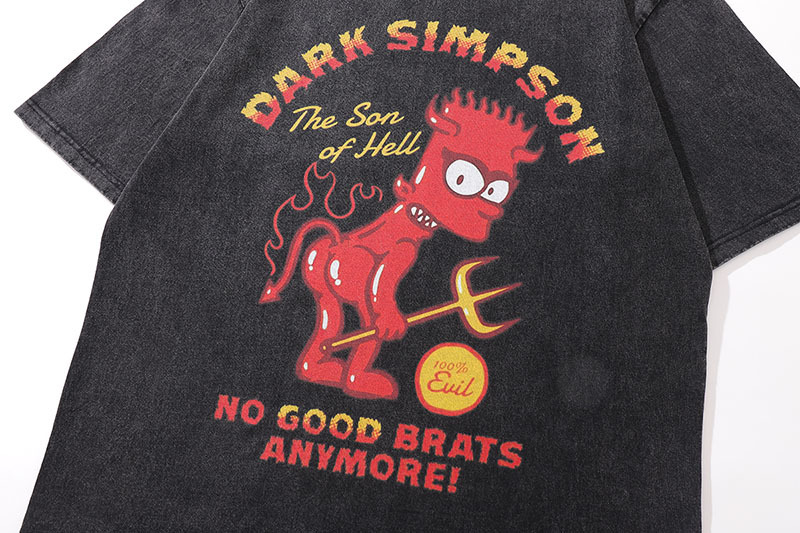 DARK SIMPSON
The Son
of Hell
100%
Evil
NO GOOD BRATS
ANYMORE!